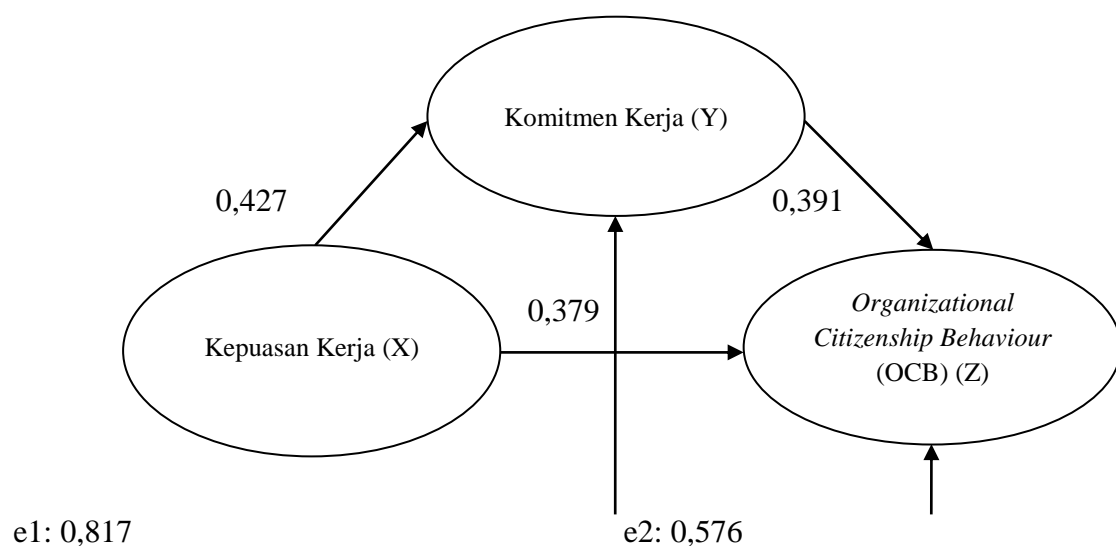 Komitmen Kerja (Y)
0,427
0,391
Kepuasan Kerja (X)
0,379
Organizational
Citizenship Behaviour
(OCB) (Z)
e1: 0,817
e2: 0,576